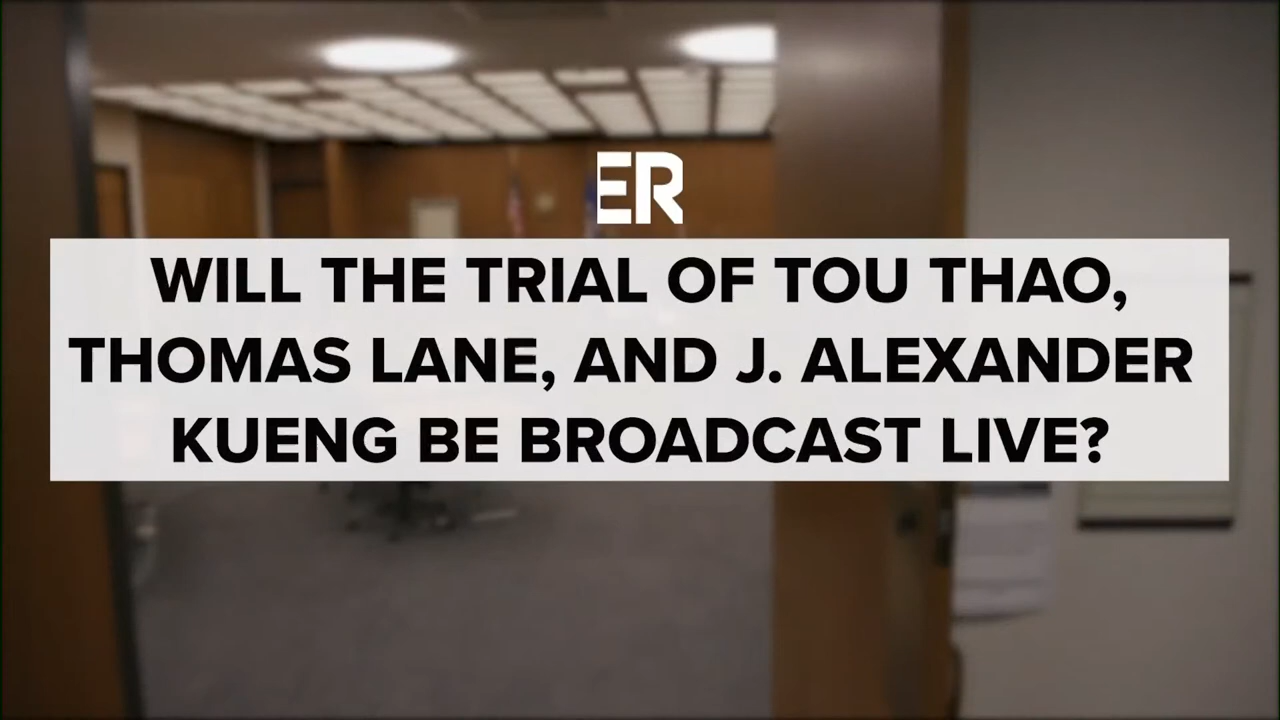 ER
WILL THE TRIAL OF TOU THAO,
THOMAS LANE, AND J. ALEXANDER
KUENG BE BROADCAST LIVE?